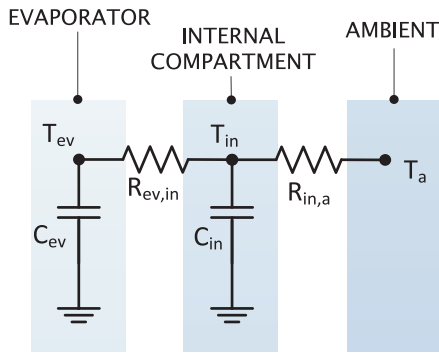 EVAPORATOR
INTERNAL
COMPARTMENT
AMBIENT
Tev
Tin
Ta
Rev,in
Rin,a
Cev
Cin